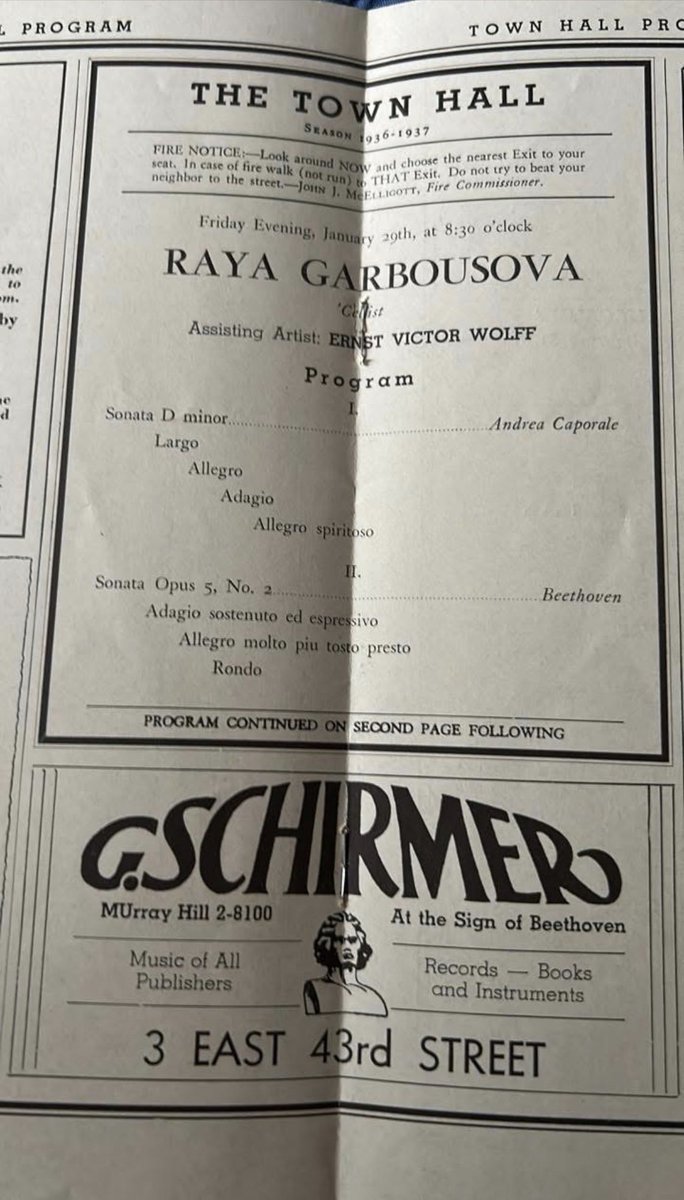 L PROGRAM
TOWN HALL PRO
the
to
om.
by
ne
d
THE TOWN HALL
SEASON 1936-1937
FIRE NOTICE:—Look around NOW and choose the nearest Exit to your
seat. In case of fire walk (not run) to THAT Exit. Do not try to beat your
neighbor to the street.—JOHN J. McELLIGOTT, Fire Commissioner.
Friday Evening, January 29th, at 8:30 o'clock
RAYA GARBOUSOVA
'Cellist
Assisting Artist: ERNST VICTOR WOLFF
Program
I.
Sonata D minor........................................Andrea Caporale
Largo
Allegro
Adagio
Allegro spiritoso
II.
Sonata Opus 5, No. 2........................................Beethoven
Adagio sostenuto ed espressivo
Allegro molto piu tosto presto
Rondo
PROGRAM CONTINUED ON SECOND PAGE FOLLOWING
G. SCHIRMER
MUrray Hill 2-8100
At the Sign of Beethoven
Music of All
Publishers
Records — Books
and Instruments
3 EAST 43rd STREET